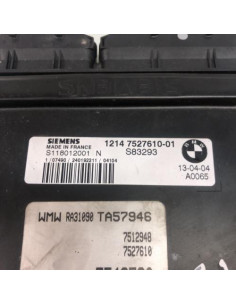 SIEMENS 1214 7527610-01
MADE IN FRANCE
S118012001 N S83293
13-04-04
A0065
WMW RA31090 TA57946
7512948
7527610